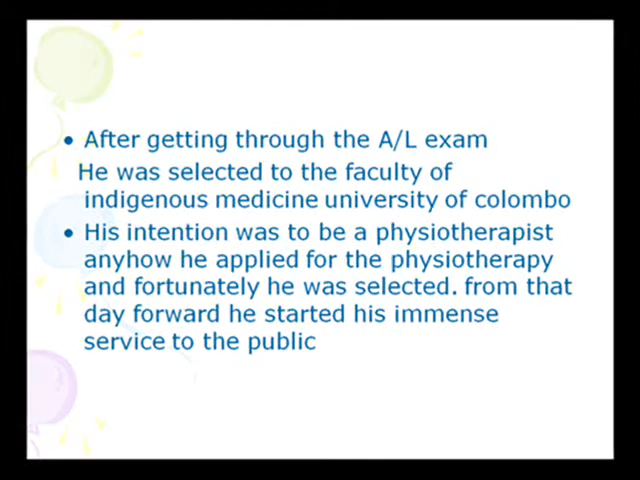 • After getting through the A/L exam
He was selected to the faculty of
indigenous medicine university of colombo
• His intention was to be a physiotherapist
anyhow he applied for the physiotherapy
and fortunately he was selected. from that
day forward he started his immense
service to the public